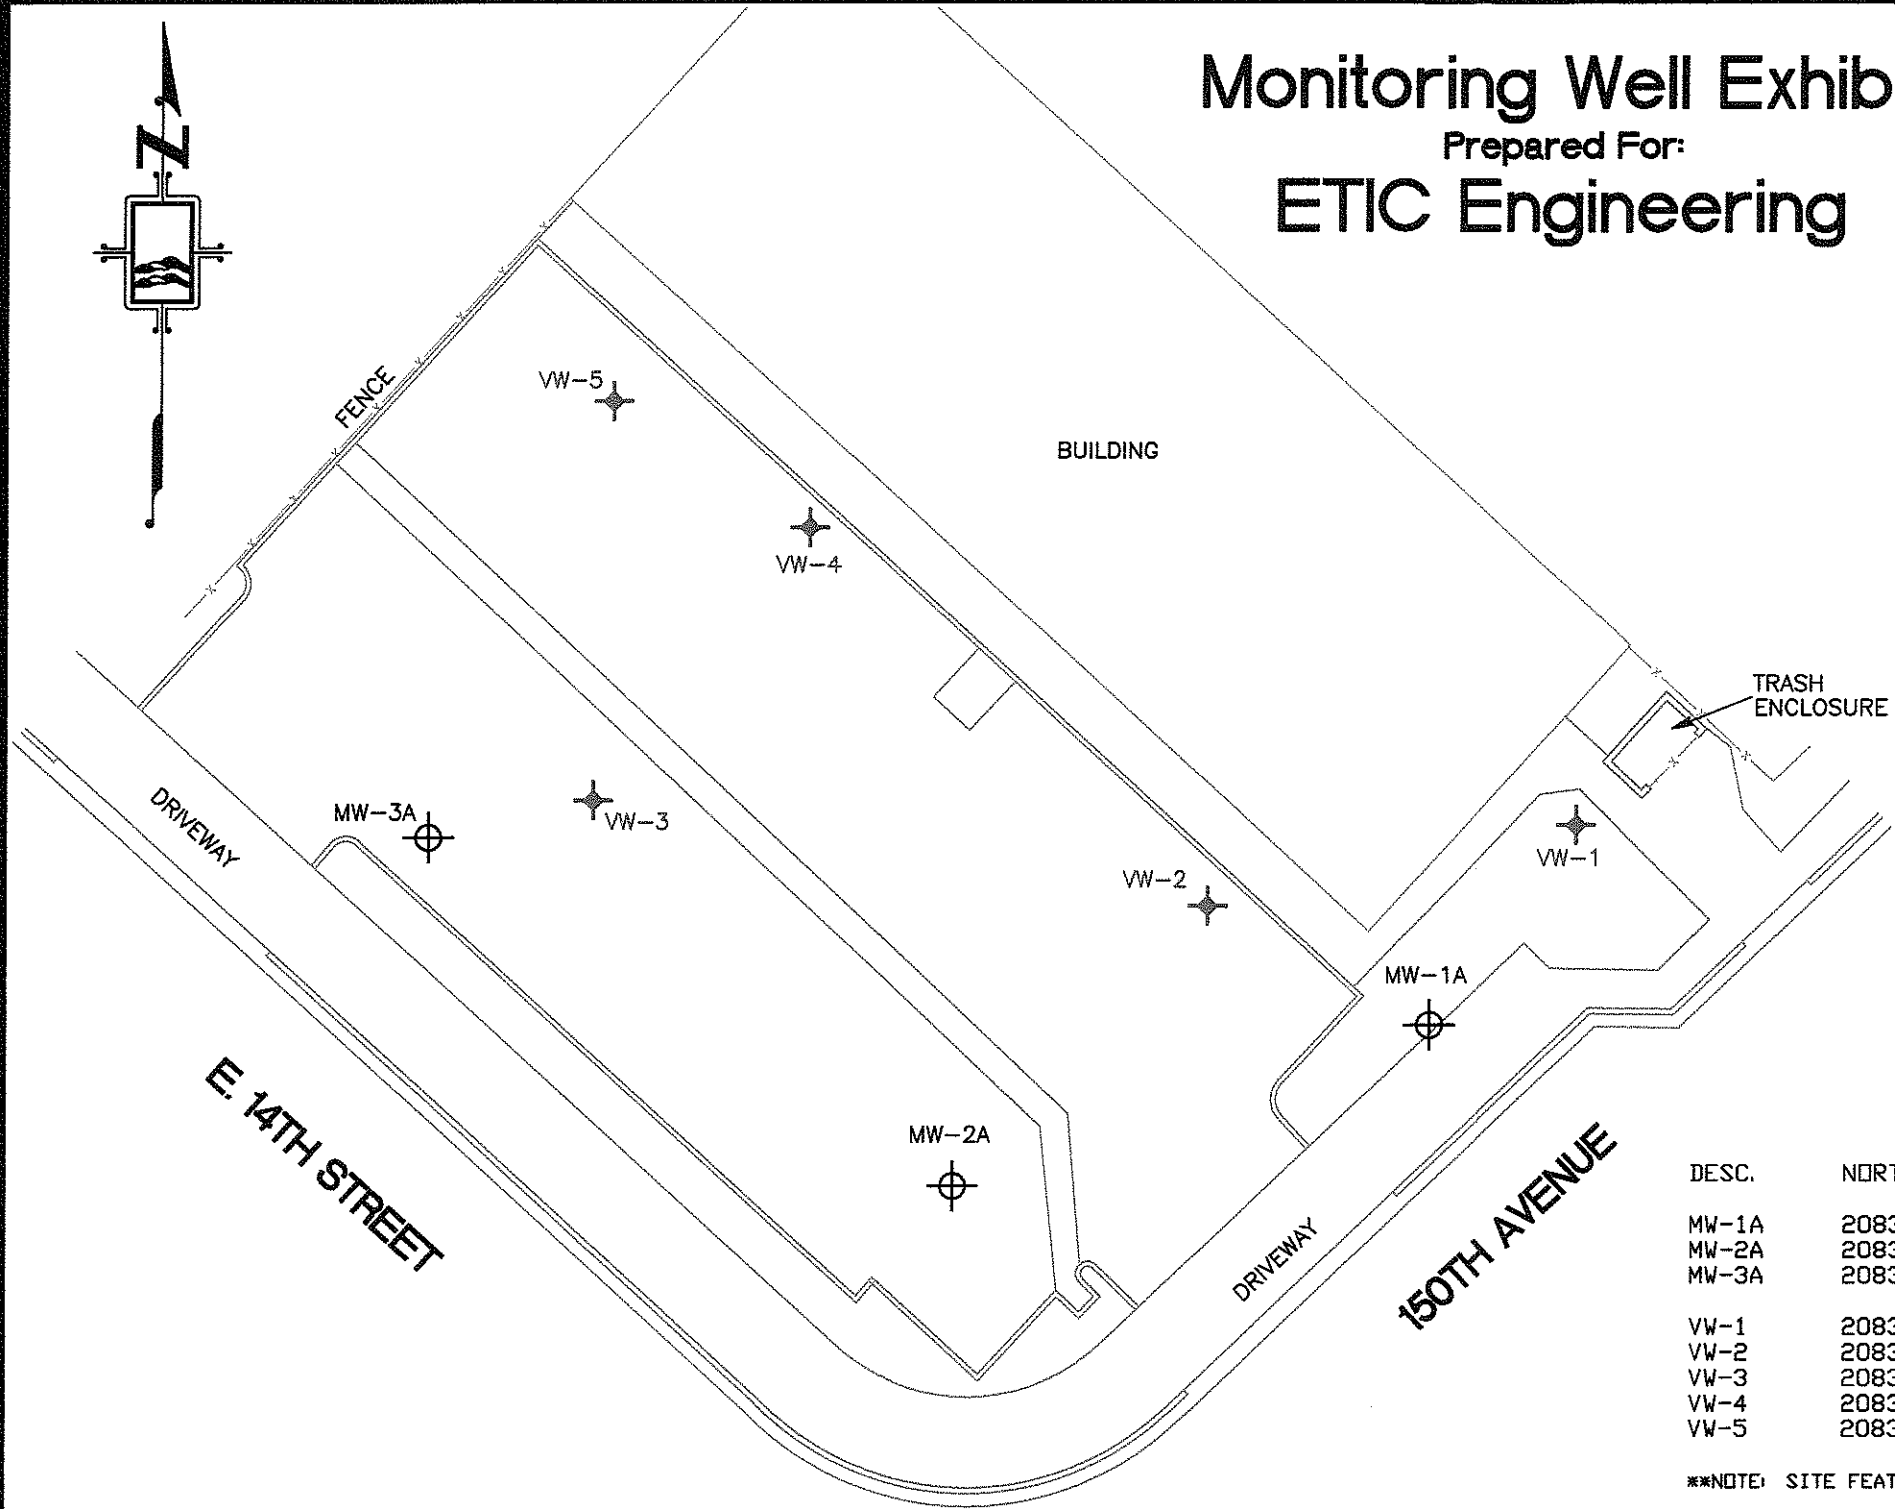 Monitoring Well Exhib
Prepared For:
ETIC Engineering
N
FENCE
VW-5
BUILDING
VW-4
TRASH
ENCLOSURE
DRIVEWAY
MW-3A
VW-3
VW-1
VW-2
MW-1A
MW-2A
E. 14TH STREET
DRIVEWAY
150TH AVENUE
DESC. NORT
MW-1A 2083
MW-2A 2083
MW-3A 2083
VW-1 2083
VW-2 2083
VW-3 2083
VW-4 2083
VW-5 2083
**NOTE: SITE FEAT